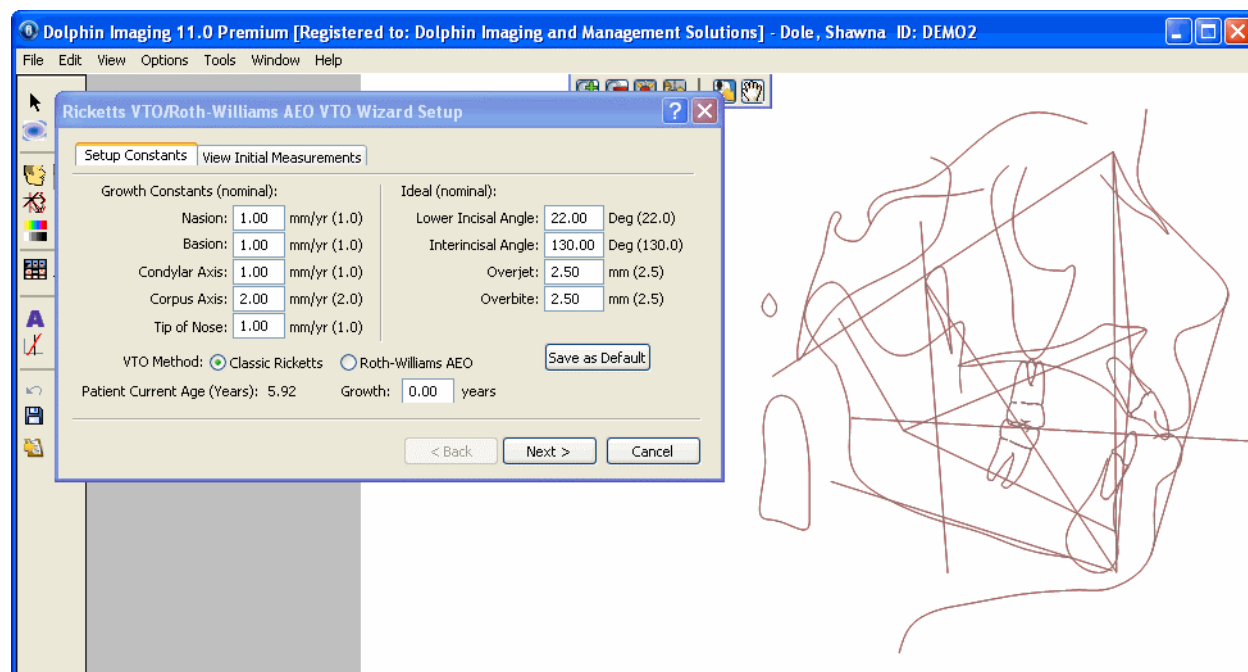 Dolphin Imaging 11.0 Premium [Registered to: Dolphin Imaging and Management Solutions] - Dole, Shawna  ID: DEMO2
File Edit View Options Tools Window Help
Ricketts VTO/Roth-Williams AEO VTO Wizard Setup
Setup Constants View Initial Measurements
Growth Constants (nominal): Ideal (nominal):
Nasion: 1.00 mm/yr (1.0) Lower Incisal Angle: 22.00 Deg (22.0)
Basion: 1.00 mm/yr (1.0) Interincisal Angle: 130.00 Deg (130.0)
Condylar Axis: 1.00 mm/yr (1.0) Overjet: 2.50 mm (2.5)
Corpus Axis: 2.00 mm/yr (2.0) Overbite: 2.50 mm (2.5)
Tip of Nose: 1.00 mm/yr (1.0)
VTO Method: Classic Ricketts Roth-Williams AEO Save as Default
Patient Current Age (Years): 5.92 Growth: 0.00 years
< Back Next > Cancel